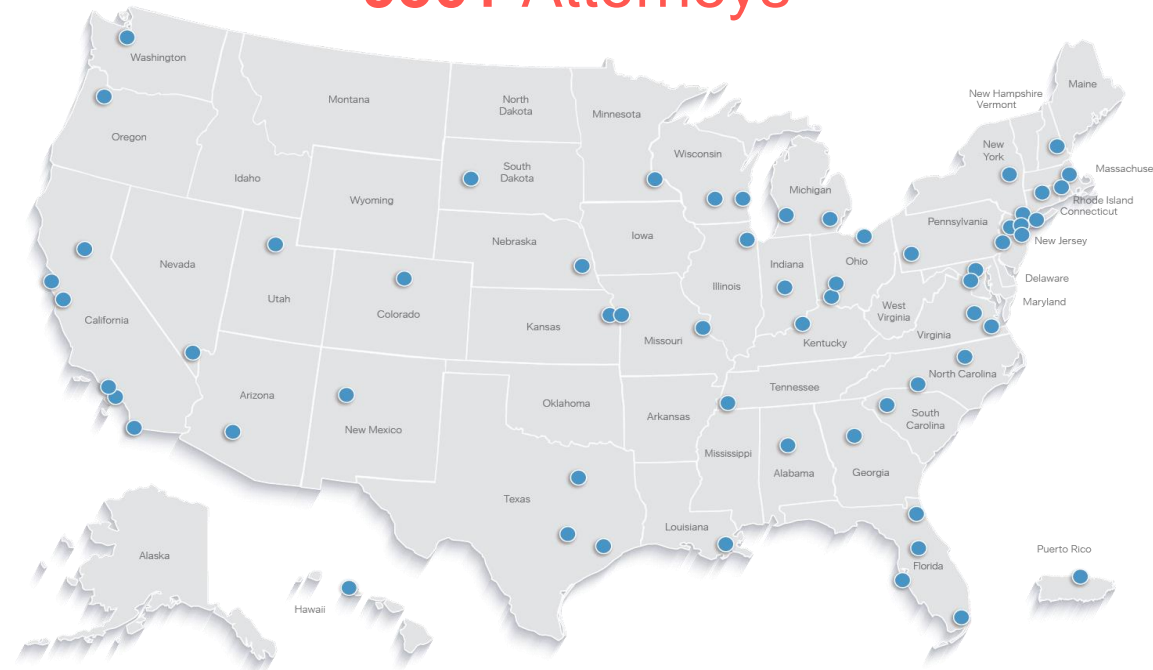 Attorneys
Washington
Oregon
Idaho
Montana
North
Dakota
South
Dakota
Minnesota
Wisconsin
Michigan
New Hampshire
Vermont
Maine
New
York
Massachuse
Rhode Island
Connecticut
Pennsylvania
New Jersey
Delaware
Maryland
Wyoming
Nebraska
Iowa
Nevada
Utah
Colorado
Kansas
Illinois
Indiana
Ohio
West
Virginia
Virginia
California
Missouri
Kentucky
North Carolina
Tennessee
Arizona
New Mexico
Oklahoma
Arkansas
South
Carolina
Mississippi
Alabama
Georgia
Texas
Louisiana
Florida
Alaska
Hawaii
Puerto Rico